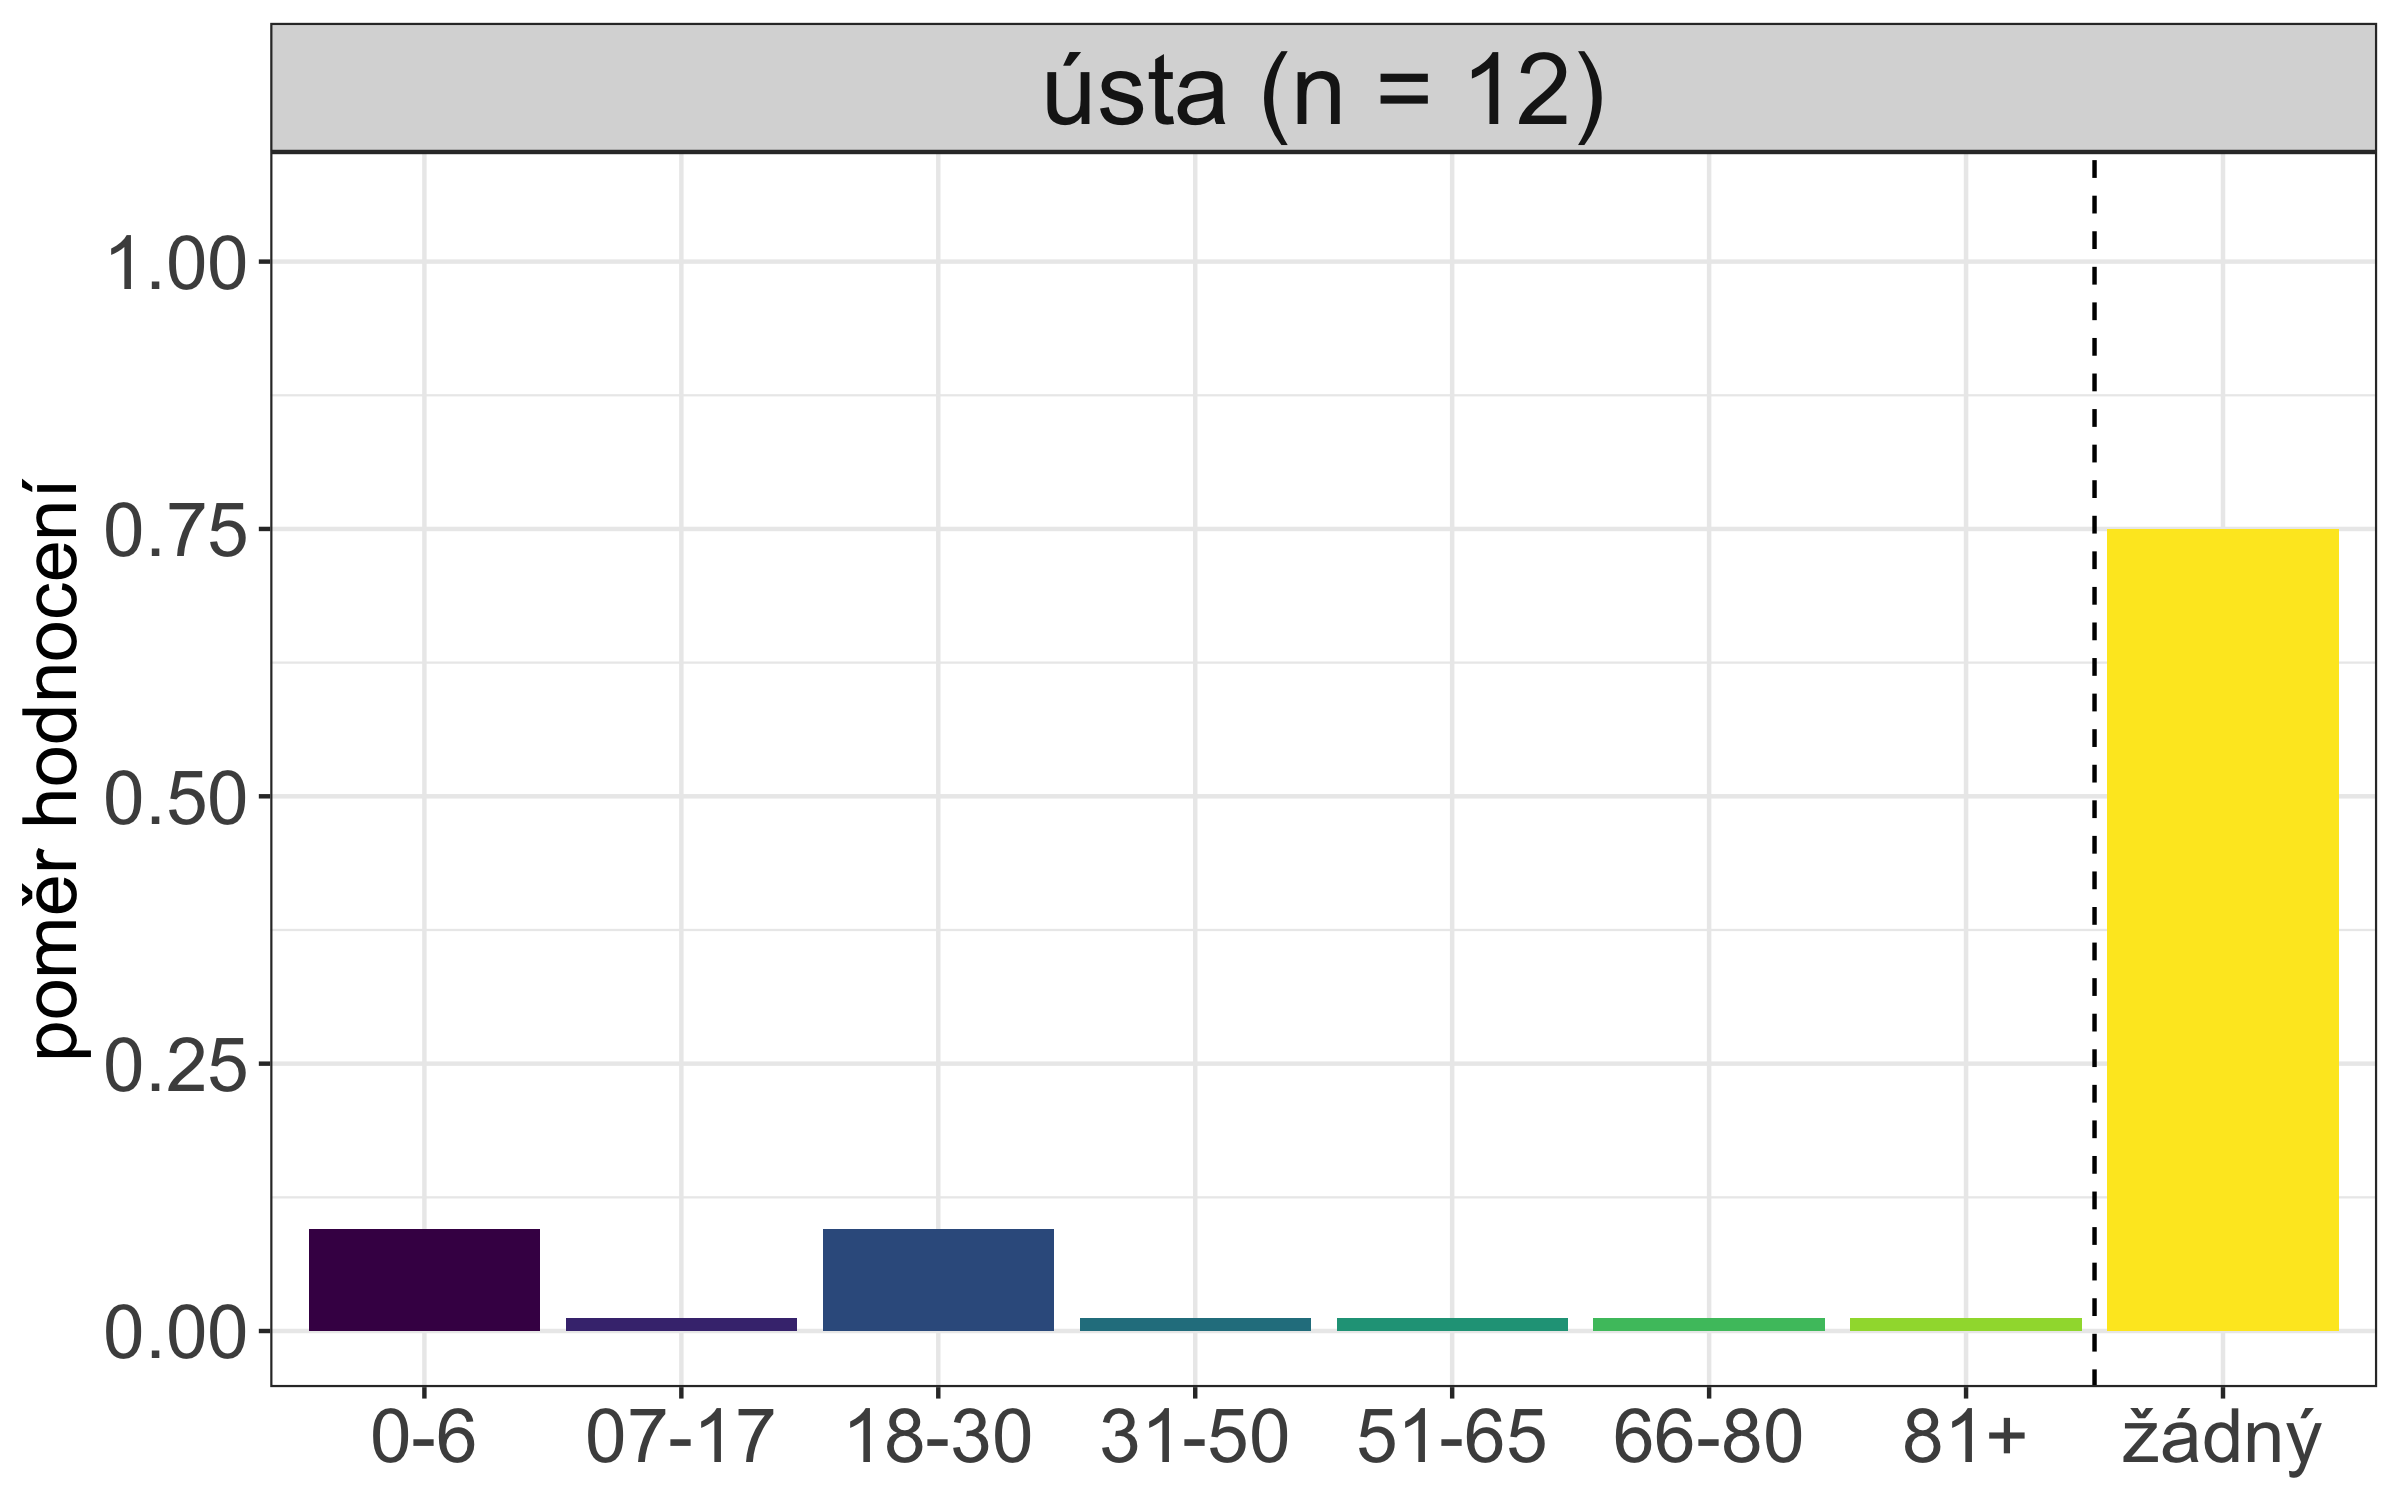 ústa (n = 12)
poměr hodnocení
1.00
0.75
0.50
0.25
0.00
0-6 07-17 18-30 31-50 51-65 66-80 81+ žádný